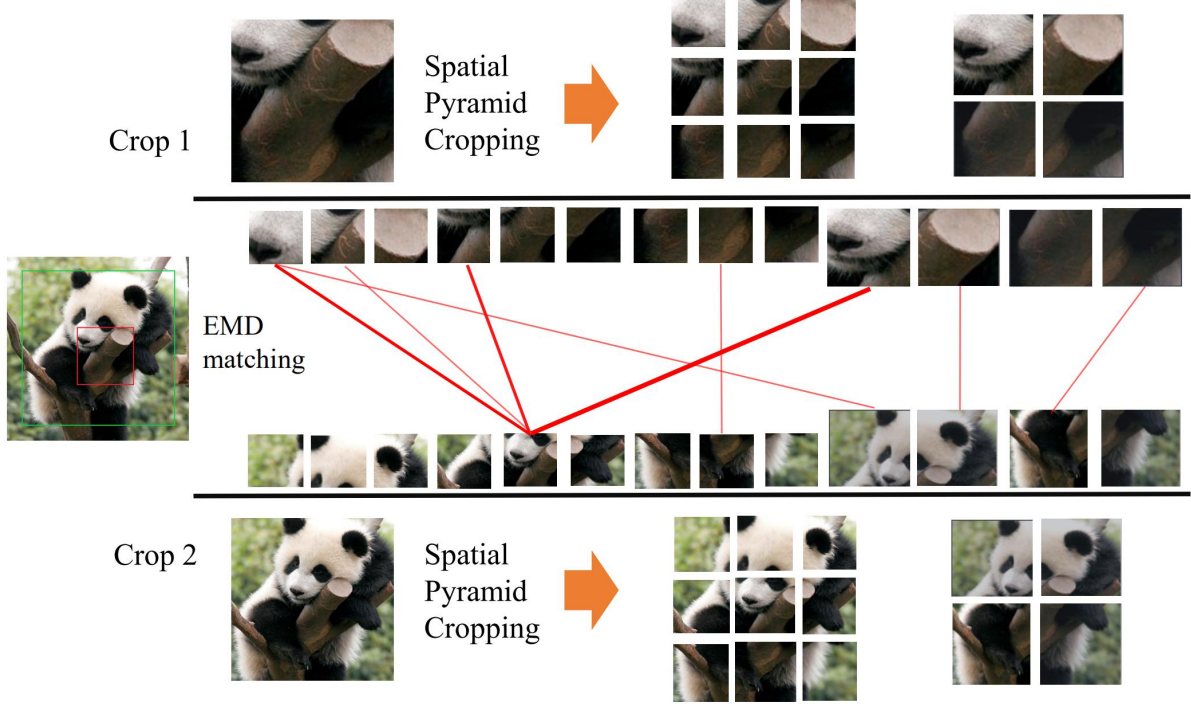 Crop 1
Spatial
Pyramid
Cropping
EMD
matching
Crop 2
Spatial
Pyramid
Cropping